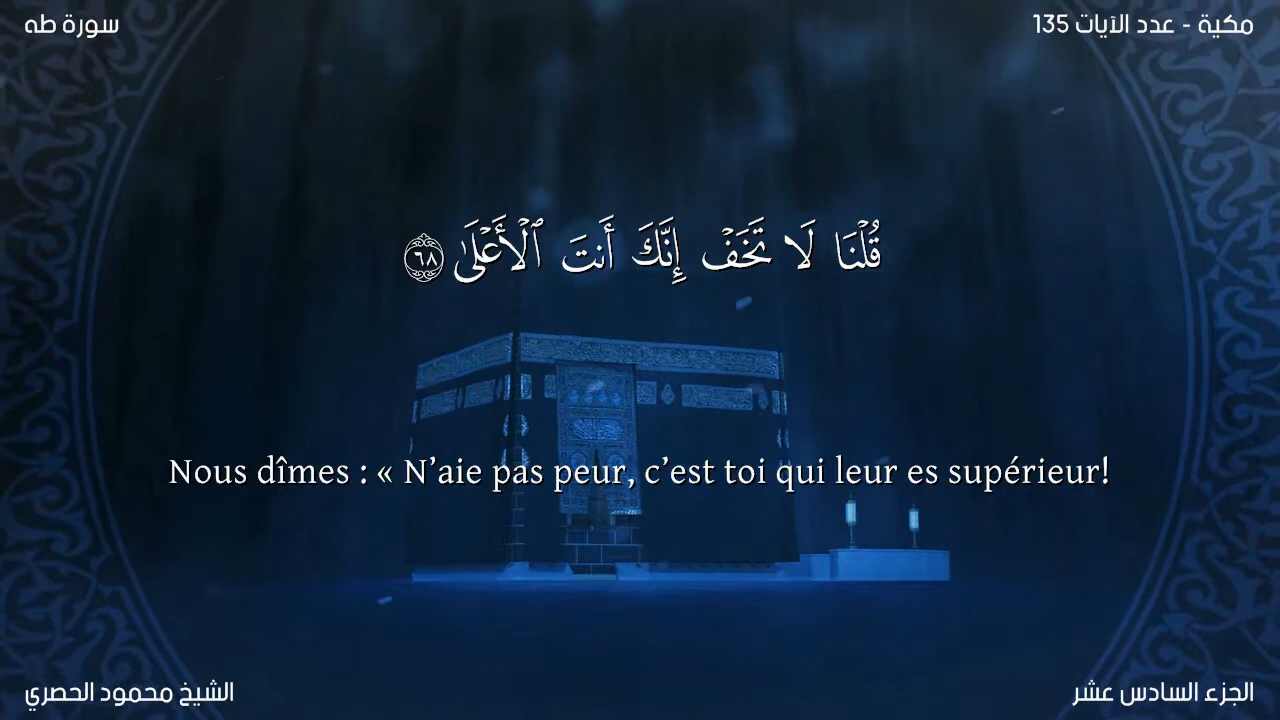 سورة طه
مكية - عدد الآيات 135
قُلْنَا لَا تَخَفْ إِنَّكَ أَنتَ ٱلْأَعْلَىٰ ٦٨
Nous dîmes : « N’aie pas peur, c’est toi qui leur es supérieur!
الشيخ محمود الحصري
الجزء السادس عشر